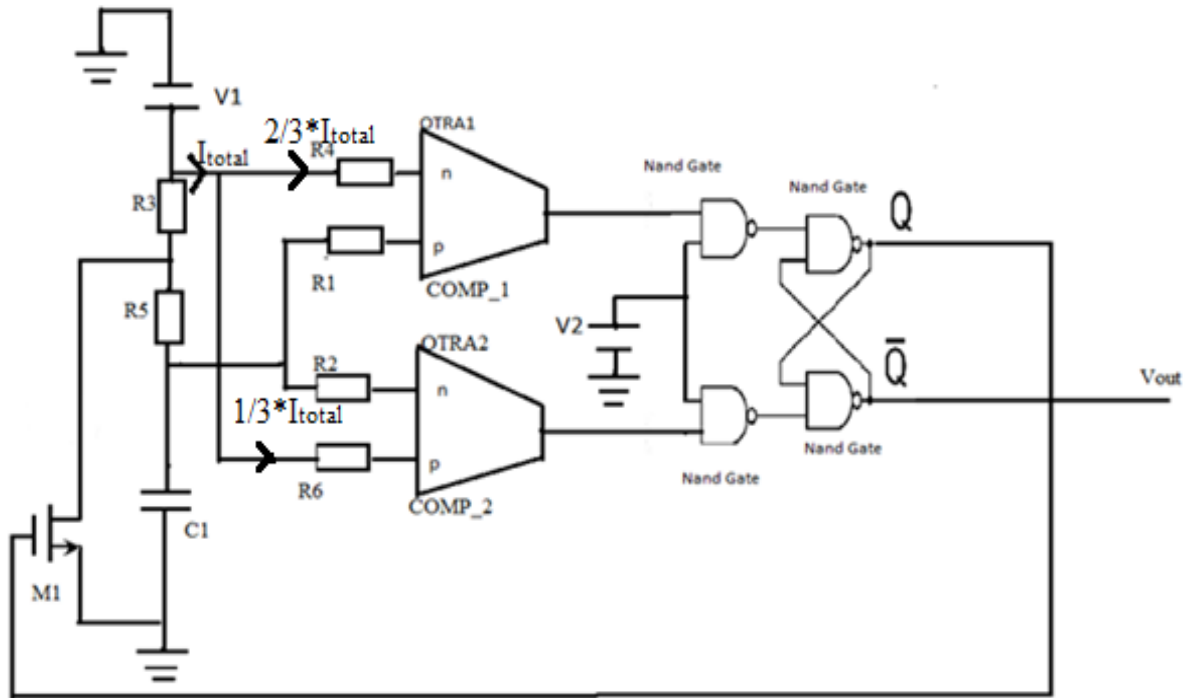 V1
OTRA1
2/3*Itotal
Itotal
R4
n
Nand Gate
Nand Gate
R3
Q
p
R1
COMP_1
R5
V2
OTRA2
Q̅
R2
n
Vout
1/3*Itotal
Nand Gate
p
Nand Gate
R6
COMP_2
C1
M1